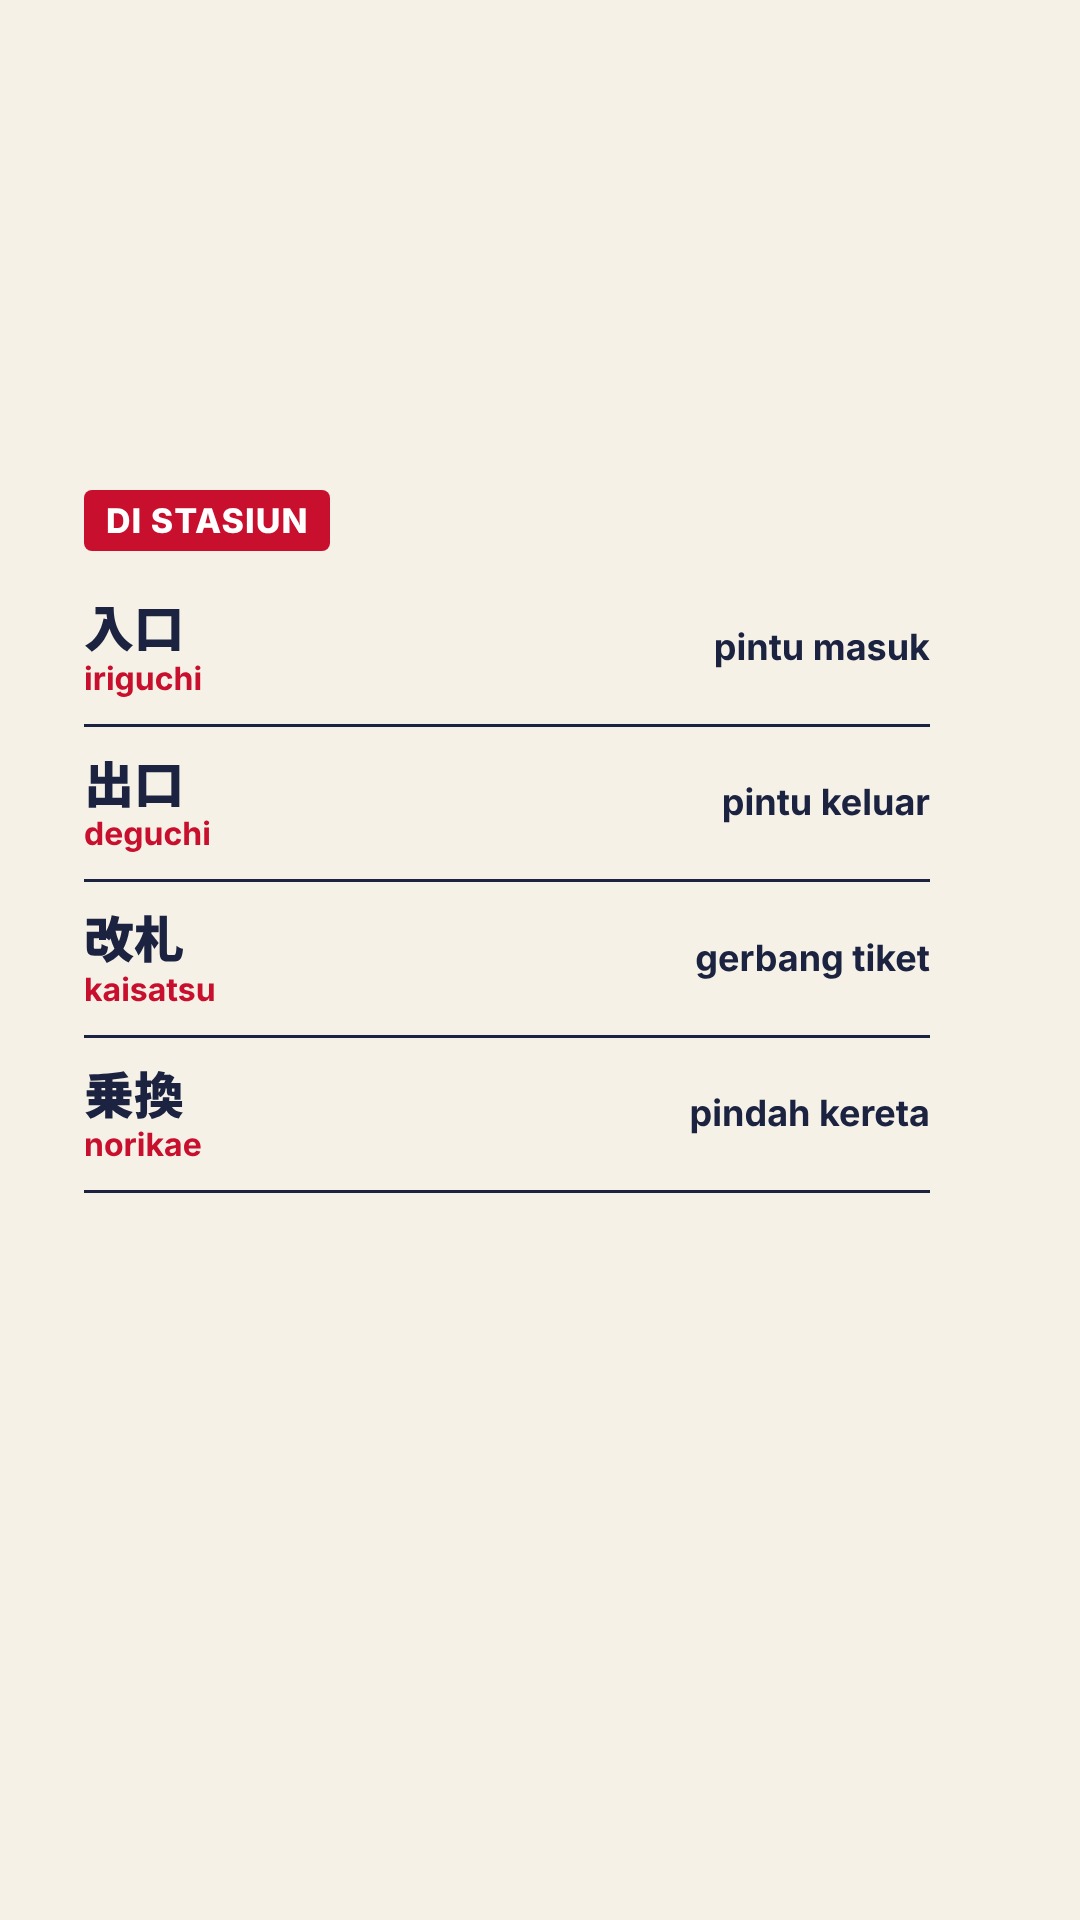 DI STASIUN
入口
iriguchi
pintu masuk
出口
deguchi
pintu keluar
改札
kaisatsu
gerbang tiket
乗換
norikae
pindah kereta